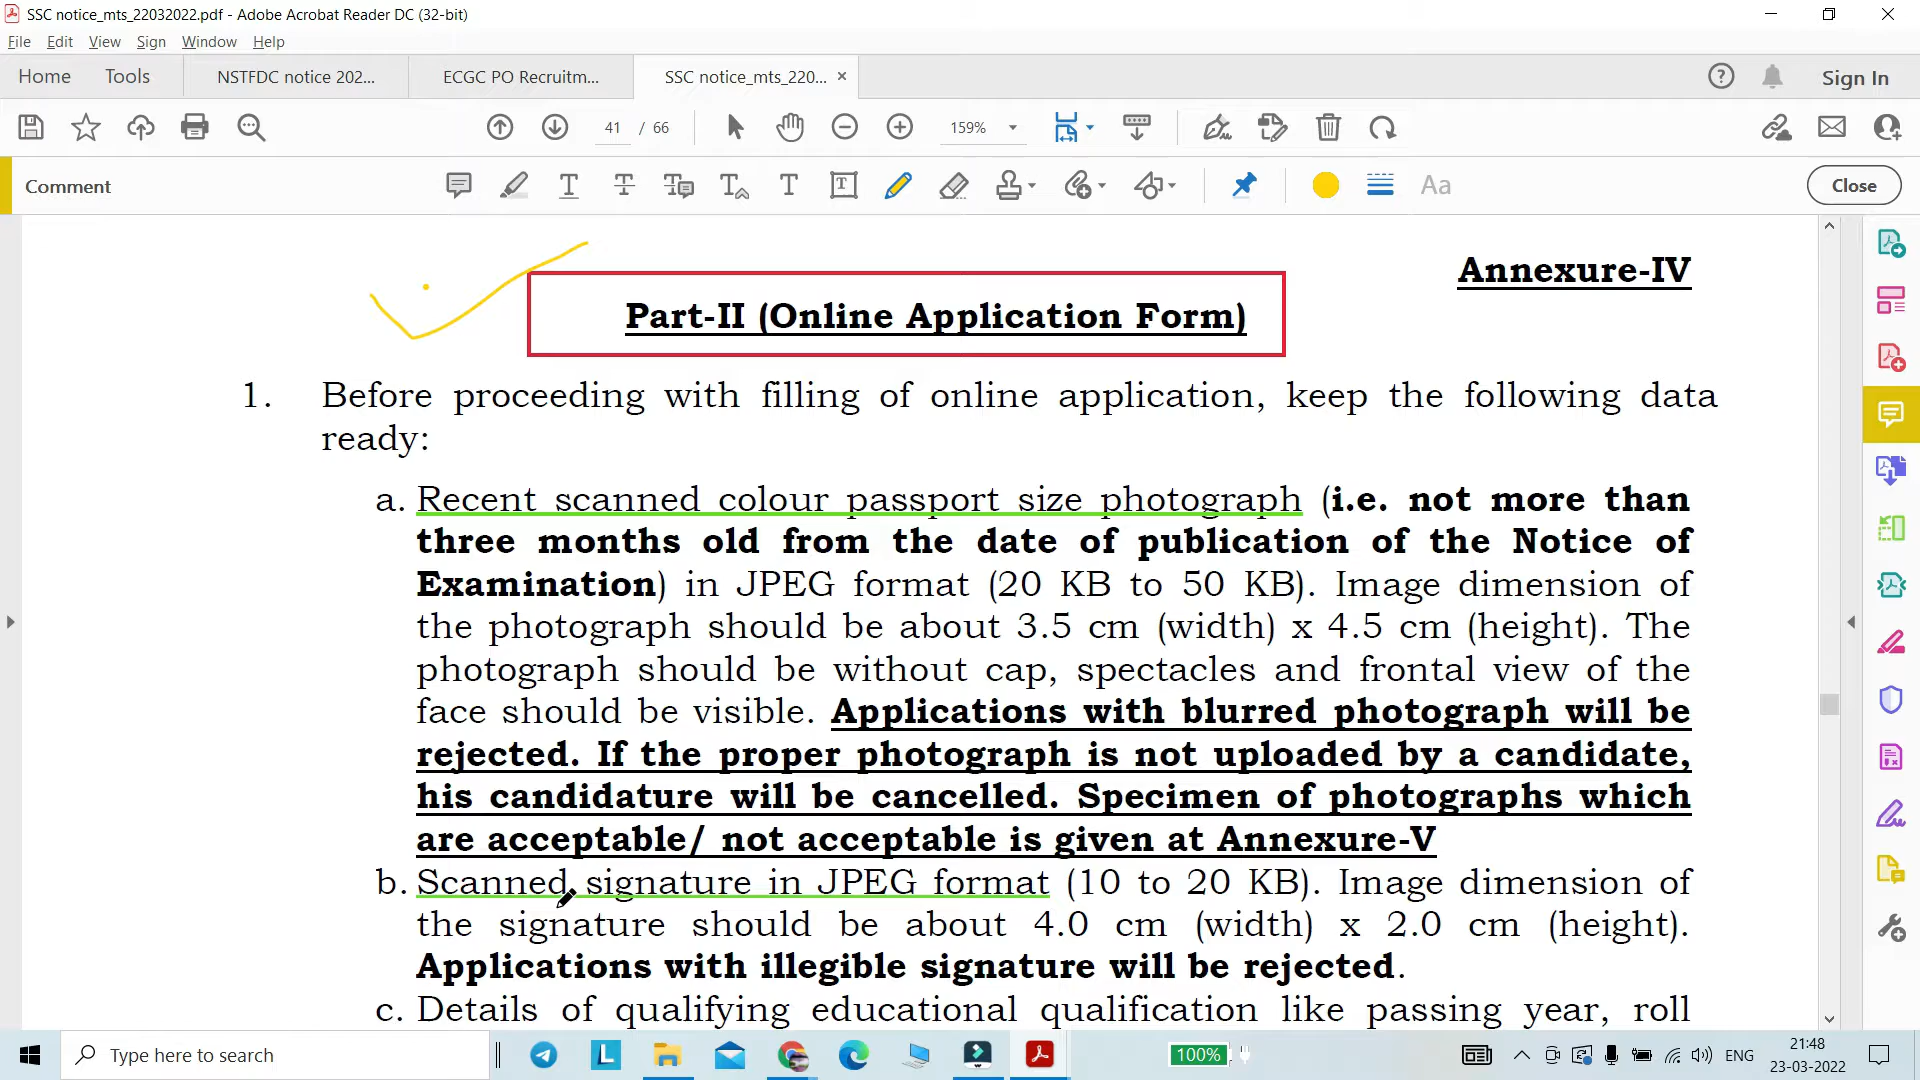 SSC notice_mts_22032022.pdf - Adobe Acrobat Reader DC (32-bit)
File Edit View Sign Window Help
Home Tools NSTFDC notice 202... ECGC PO Recruitm... SSC notice_mts_220... × Sign In
41 / 66 159%
Comment Aa Close
Annexure-IV
Part-II (Online Application Form)
1. Before proceeding with filling of online application, keep the following data
ready:
a. Recent scanned colour passport size photograph (i.e. not more than
three months old from the date of publication of the Notice of
Examination) in JPEG format (20 KB to 50 KB). Image dimension of
the photograph should be about 3.5 cm (width) x 4.5 cm (height). The
photograph should be without cap, spectacles and frontal view of the
face should be visible. Applications with blurred photograph will be
rejected. If the proper photograph is not uploaded by a candidate,
his candidature will be cancelled. Specimen of photographs which
are acceptable/ not acceptable is given at Annexure-V
b. Scanned signature in JPEG format (10 to 20 KB). Image dimension of
the signature should be about 4.0 cm (width) x 2.0 cm (height).
Applications with illegible signature will be rejected.
c. Details of qualifying educational qualification like passing year, roll
Type here to search 100% ENG 21:48
23-03-2022